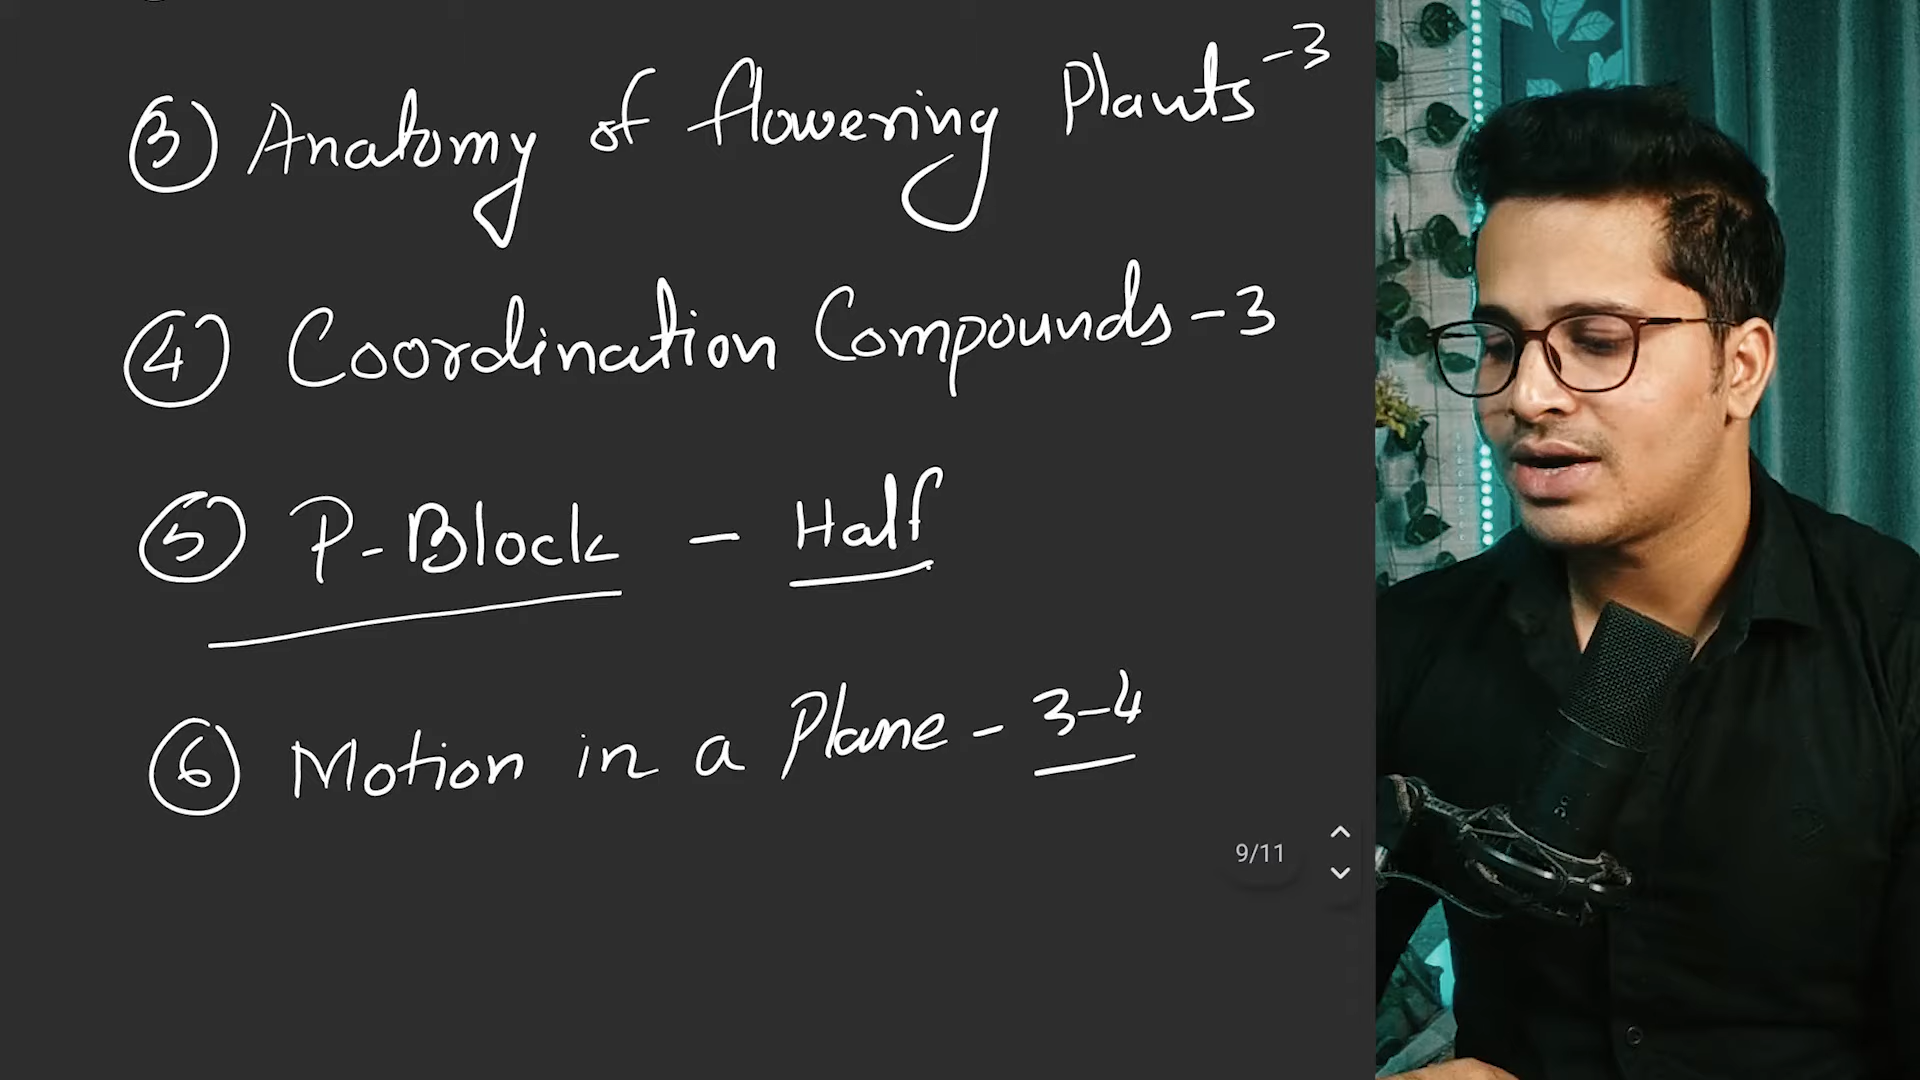 ③ Anatomy of flowering Plants -3
④ Coordination Compounds - 3
⑤ P-Block - Half
⑥ Motion in a Plane - 3-4
9/11